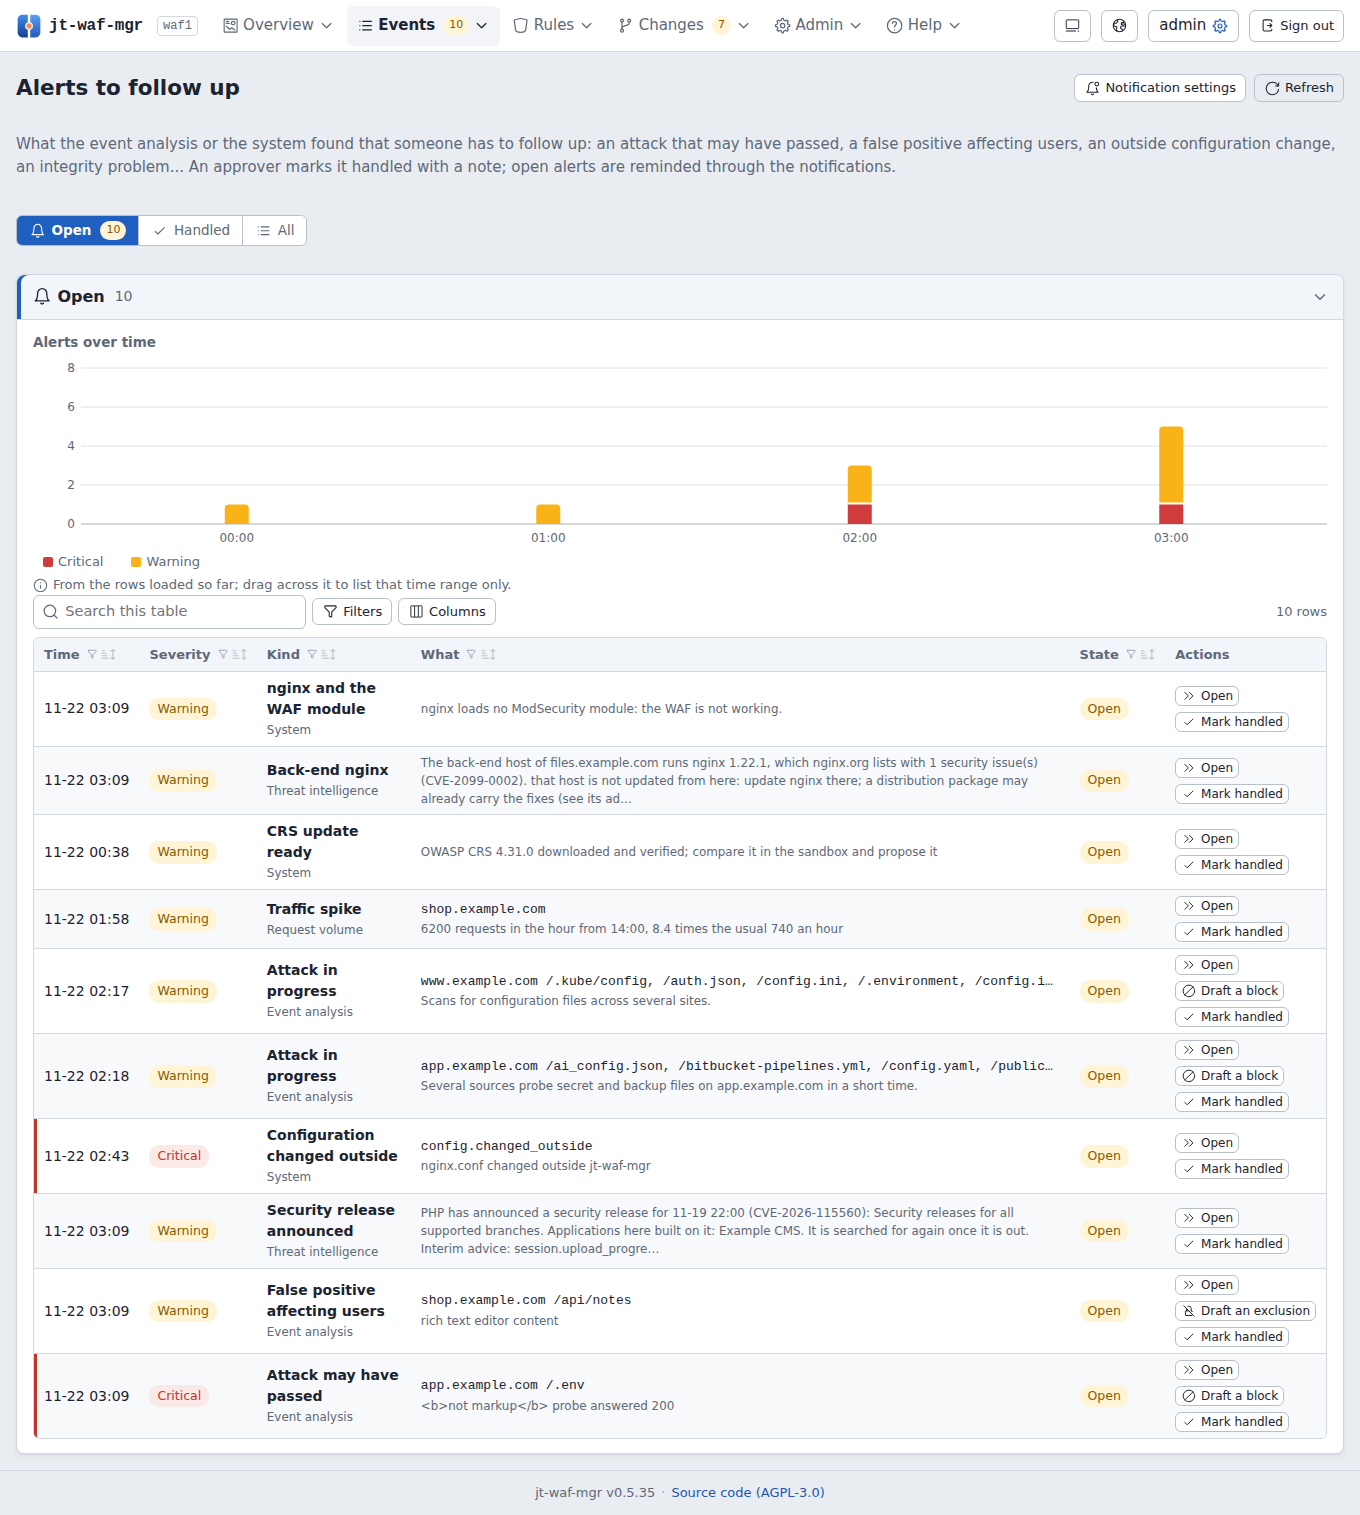 jt-waf-mgr waf1 Overview Events 10 Rules Changes 7 Admin Help admin Sign out
Alerts to follow up
Notification settings Refresh
What the event analysis or the system found that someone has to follow up: an attack that may have passed, a false positive affecting users, an outside configuration change,
an integrity problem... An approver marks it handled with a note; open alerts are reminded through the notifications.
Open 10 Handled All
Open 10
Alerts over time
8
6
4
2
0
00:00 01:00 02:00 03:00
Critical Warning
From the rows loaded so far; drag across it to list that time range only.
Search this table Filters Columns 10 rows
Time Severity Kind What State Actions
11-22 03:09 Warning nginx and the WAF module
System
nginx loads no ModSecurity module: the WAF is not working.
Open
Open
Mark handled
11-22 03:09 Warning Back-end nginx
Threat intelligence
The back-end host of files.example.com runs nginx 1.22.1, which nginx.org lists with 1 security issue(s)
(CVE-2099-0002). that host is not updated from here: update nginx there; a distribution package may
already carry the fixes (see its ad…
Open
Open
Mark handled
11-22 00:38 Warning CRS update
ready
System
OWASP CRS 4.31.0 downloaded and verified; compare it in the sandbox and propose it
Open
Open
Mark handled
11-22 01:58 Warning Traffic spike
Request volume
shop.example.com
6200 requests in the hour from 14:00, 8.4 times the usual 740 an hour
Open
Open
Mark handled
11-22 02:17 Warning Attack in
progress
Event analysis
www.example.com /.kube/config, /auth.json, /config.ini, /.environment, /config.i…
Scans for configuration files across several sites.
Open
Open
Draft a block
Mark handled
11-22 02:18 Warning Attack in
progress
Event analysis
app.example.com /ai_config.json, /bitbucket-pipelines.yml, /config.yaml, /public…
Several sources probe secret and backup files on app.example.com in a short time.
Open
Open
Draft a block
Mark handled
11-22 02:43 Critical Configuration
changed outside
System
config.changed_outside
nginx.conf changed outside jt-waf-mgr
Open
Open
Mark handled
11-22 03:09 Warning Security release
announced
Threat intelligence
PHP has announced a security release for 11-19 22:00 (CVE-2026-115560): Security releases for all
supported branches. Applications here built on it: Example CMS. It is searched for again once it is out.
Interim advice: session.upload_progre…
Open
Open
Mark handled
11-22 03:09 Warning False positive
affecting users
Event analysis
shop.example.com /api/notes
rich text editor content
Open
Open
Draft an exclusion
Mark handled
11-22 03:09 Critical Attack may have
passed
Event analysis
app.example.com /.env
<b>not markup</b> probe answered 200
Open
Open
Draft a block
Mark handled
jt-waf-mgr v0.5.35 · Source code (AGPL-3.0)